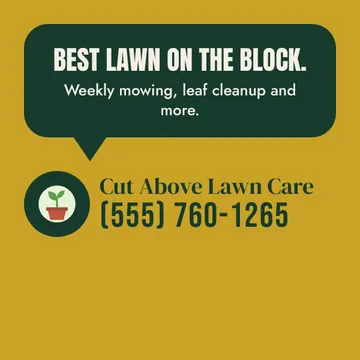 BEST LAWN ON THE BLOCK.
Weekly mowing, leaf cleanup and
more.
Cut Above Lawn Care
(555) 760-1265